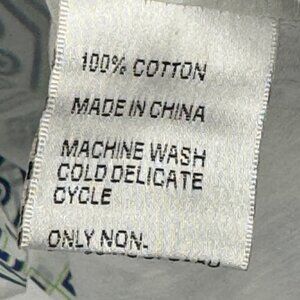 100% COTTON
MADE IN CHINA
MACHINE WASH
COLD DELICATE
CYCLE
ONLY NON-